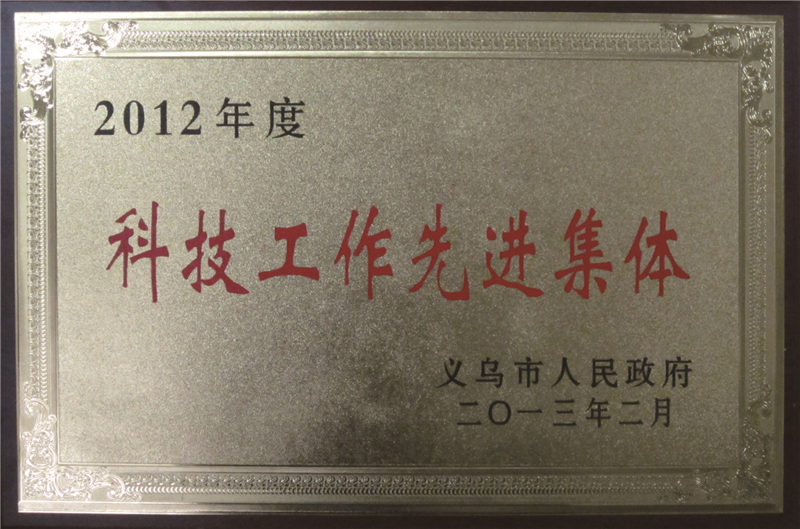 2012年度
科技工作先进集体
义乌市人民政府
二〇一三年二月